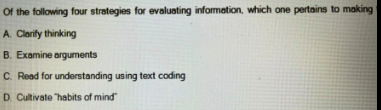 Of the following four strategies for evaluating information, which one pertains to making
A. Clarify thinking
B. Examine arguments
C. Read for understanding using text coding
D. Cultivate "habits of mind"